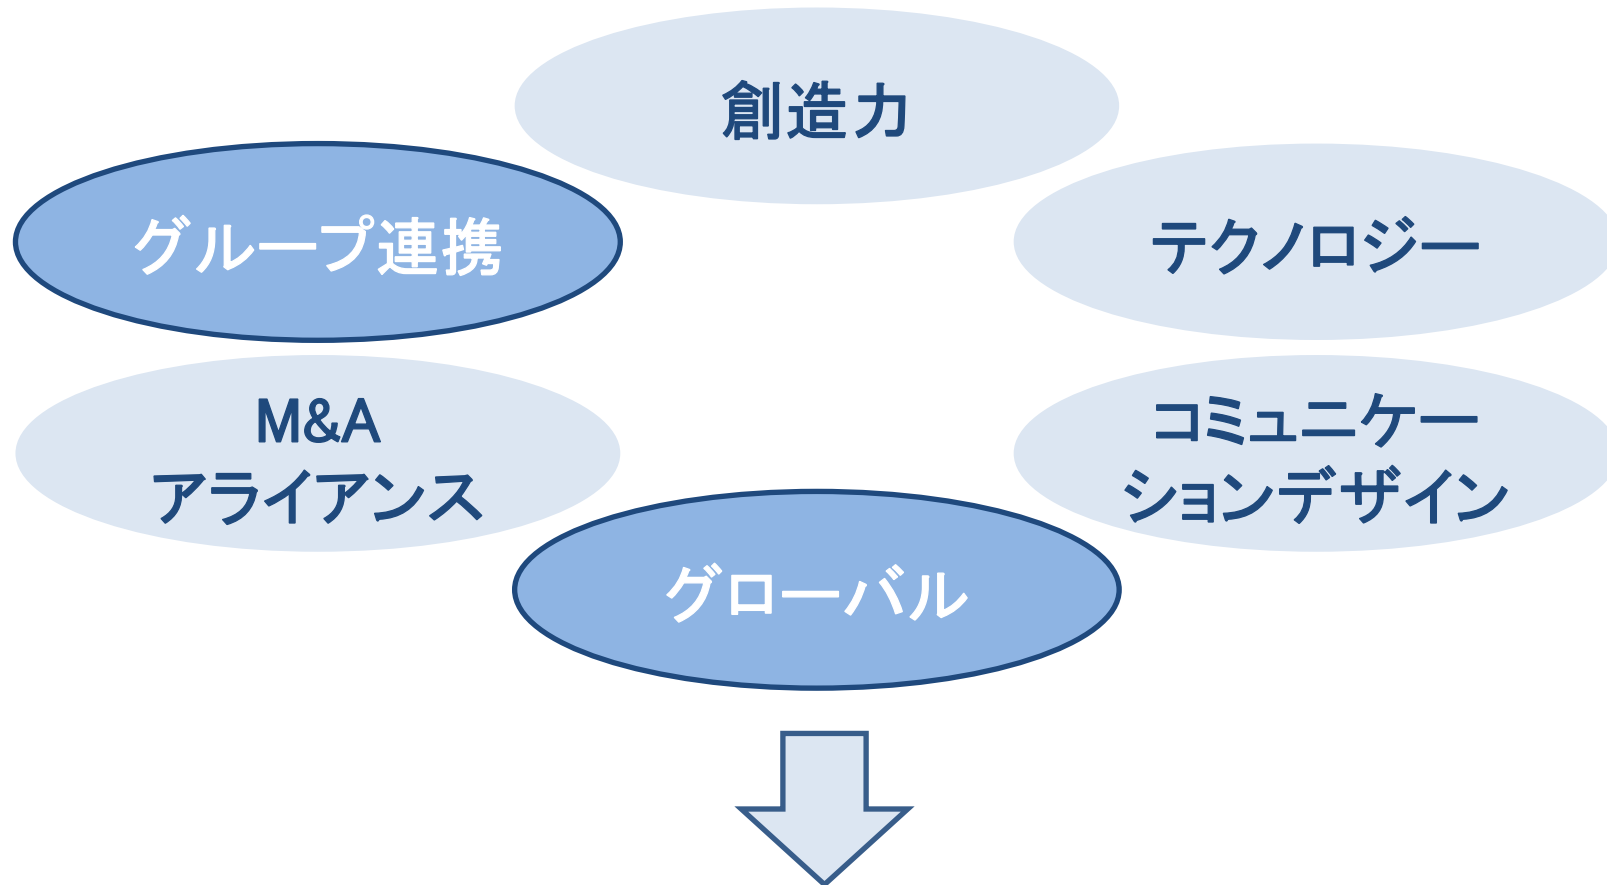 創造力
グループ連携
テクノロジー
M&A
アライアンス
コミュニケー
ションデザイン
グローバル